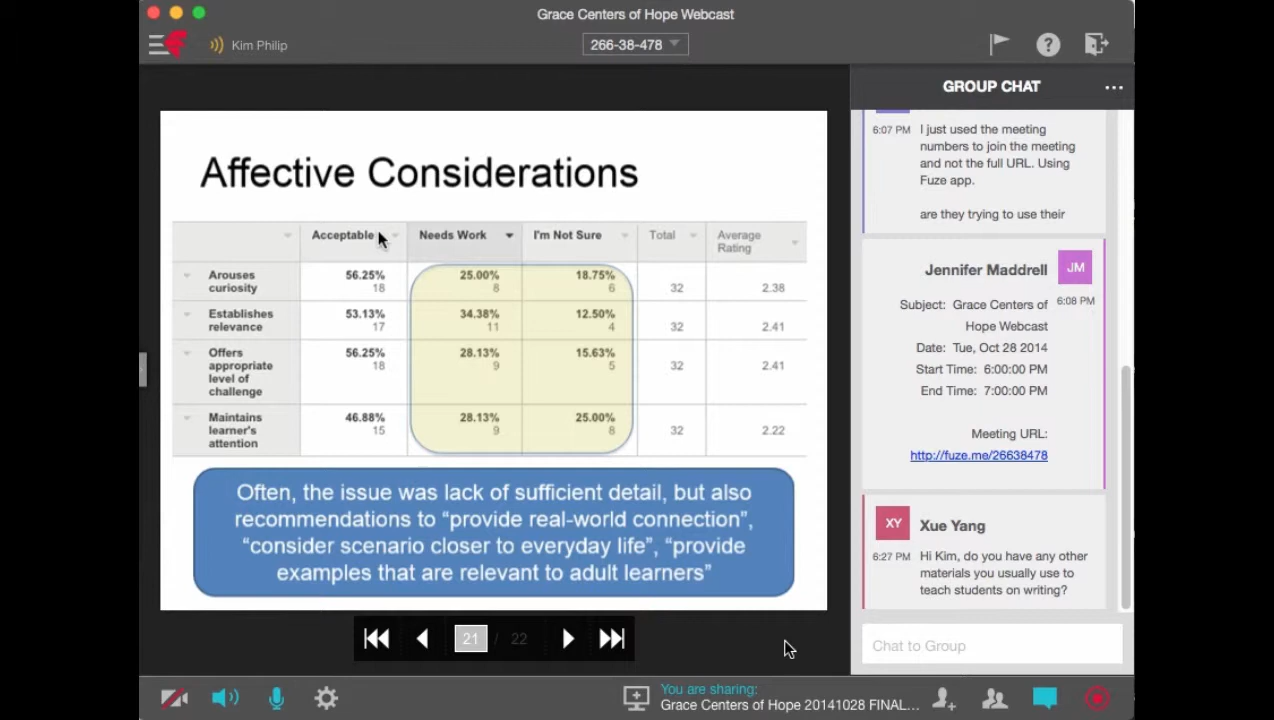 Grace Centers of Hope Webcast
Kim Philip
266-38-478
GROUP CHAT
Affective Considerations
Acceptable Needs Work I'm Not Sure Total Average
Rating
Arouses 56.25% 25.00% 18.75%
curiosity 18 8 6 32 2.38
Establishes 53.13% 34.38% 12.50%
relevance 17 11 4 32 2.41
Offers 56.25% 28.13% 15.63%
appropriate 18 9 5 32 2.41
level of
challenge
Maintains 46.88% 28.13% 25.00%
learner's 15 9 8 32 2.22
attention
Often, the issue was lack of sufficient detail, but also
recommendations to “provide real-world connection”,
“consider scenario closer to everyday life”, “provide
examples that are relevant to adult learners”
21 / 22
6:07 PM I just used the meeting
numbers to join the meeting
and not the full URL. Using
Fuze app.
are they trying to use their
Jennifer Maddrell JM
Subject: Grace Centers of 6:08 PM
Hope Webcast
Date: Tue, Oct 28 2014
Start Time: 6:00:00 PM
End Time: 7:00:00 PM
Meeting URL:
http://fuze.me/26638478
XY Xue Yang
6:27 PM Hi Kim, do you have any other
materials you usually use to
teach students on writing?
Chat to Group
You are sharing:
Grace Centers of Hope 20141028 FINAL...